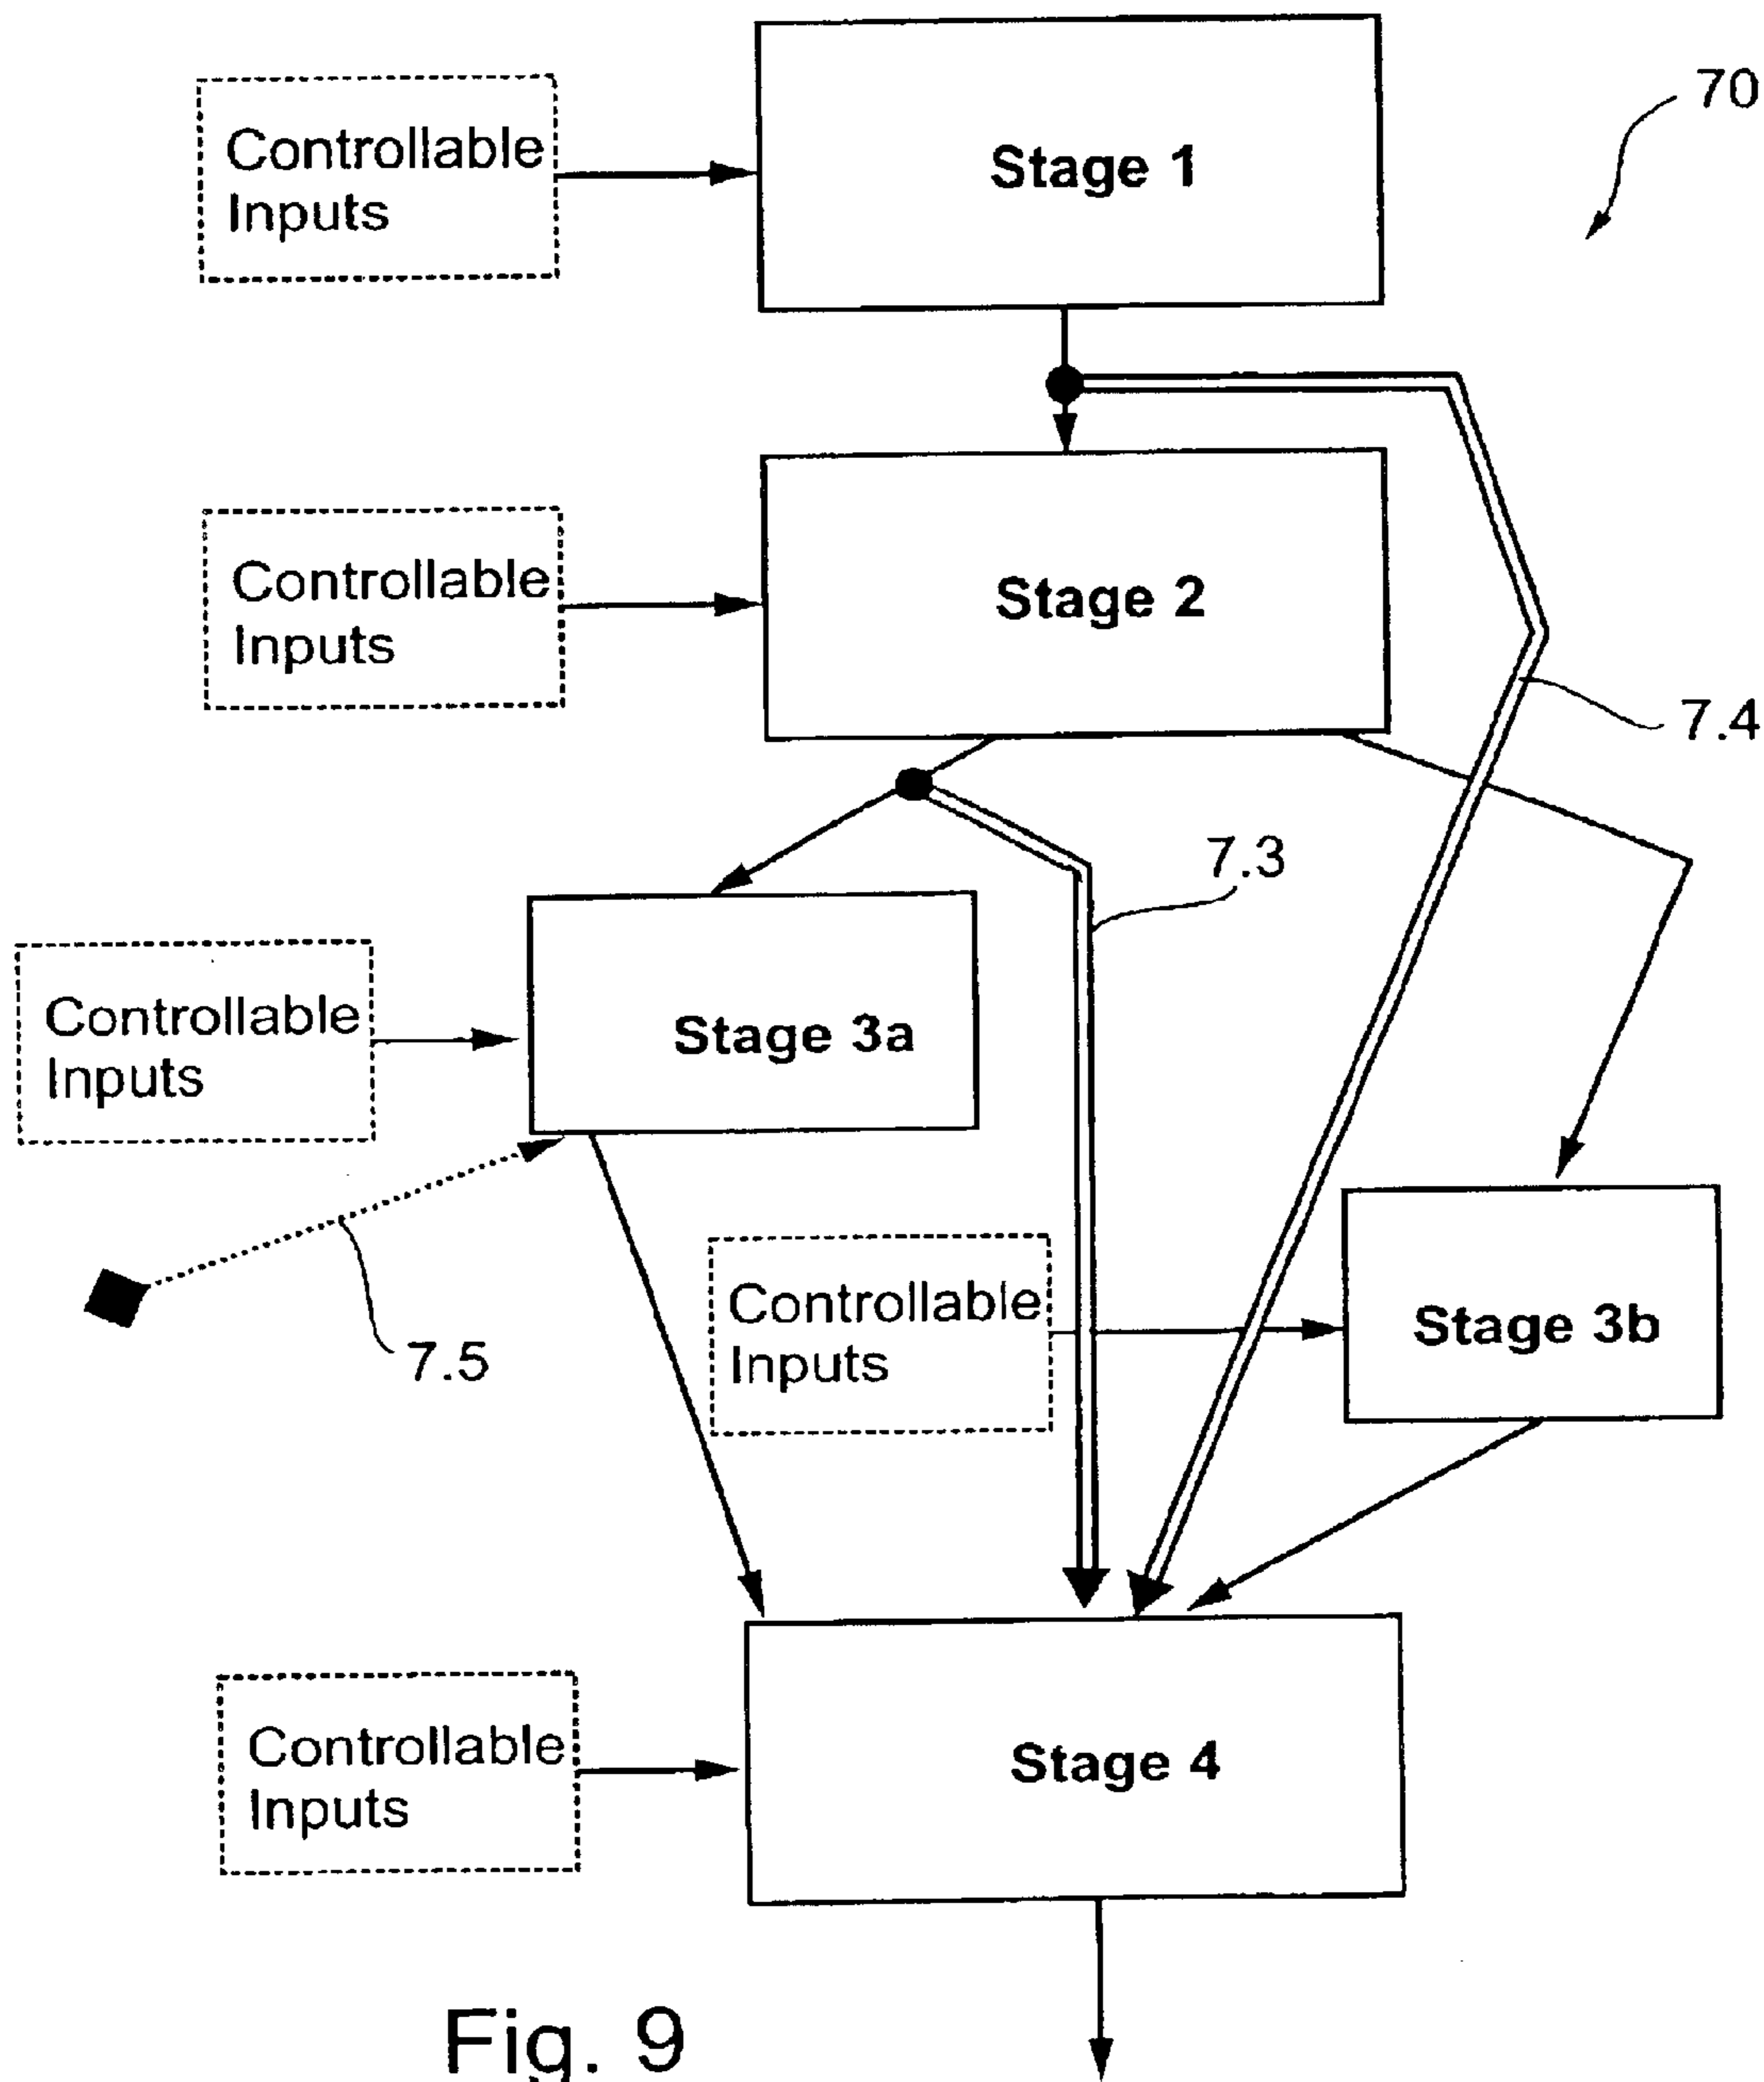 70
Controllable
Inputs
Stage 1
Controllable
Inputs
Stage 2
7.4
7.3
Controllable
Inputs
Stage 3a
7.5
Controllable
Inputs
Stage 3b
Controllable
Inputs
Stage 4
Fig. 9